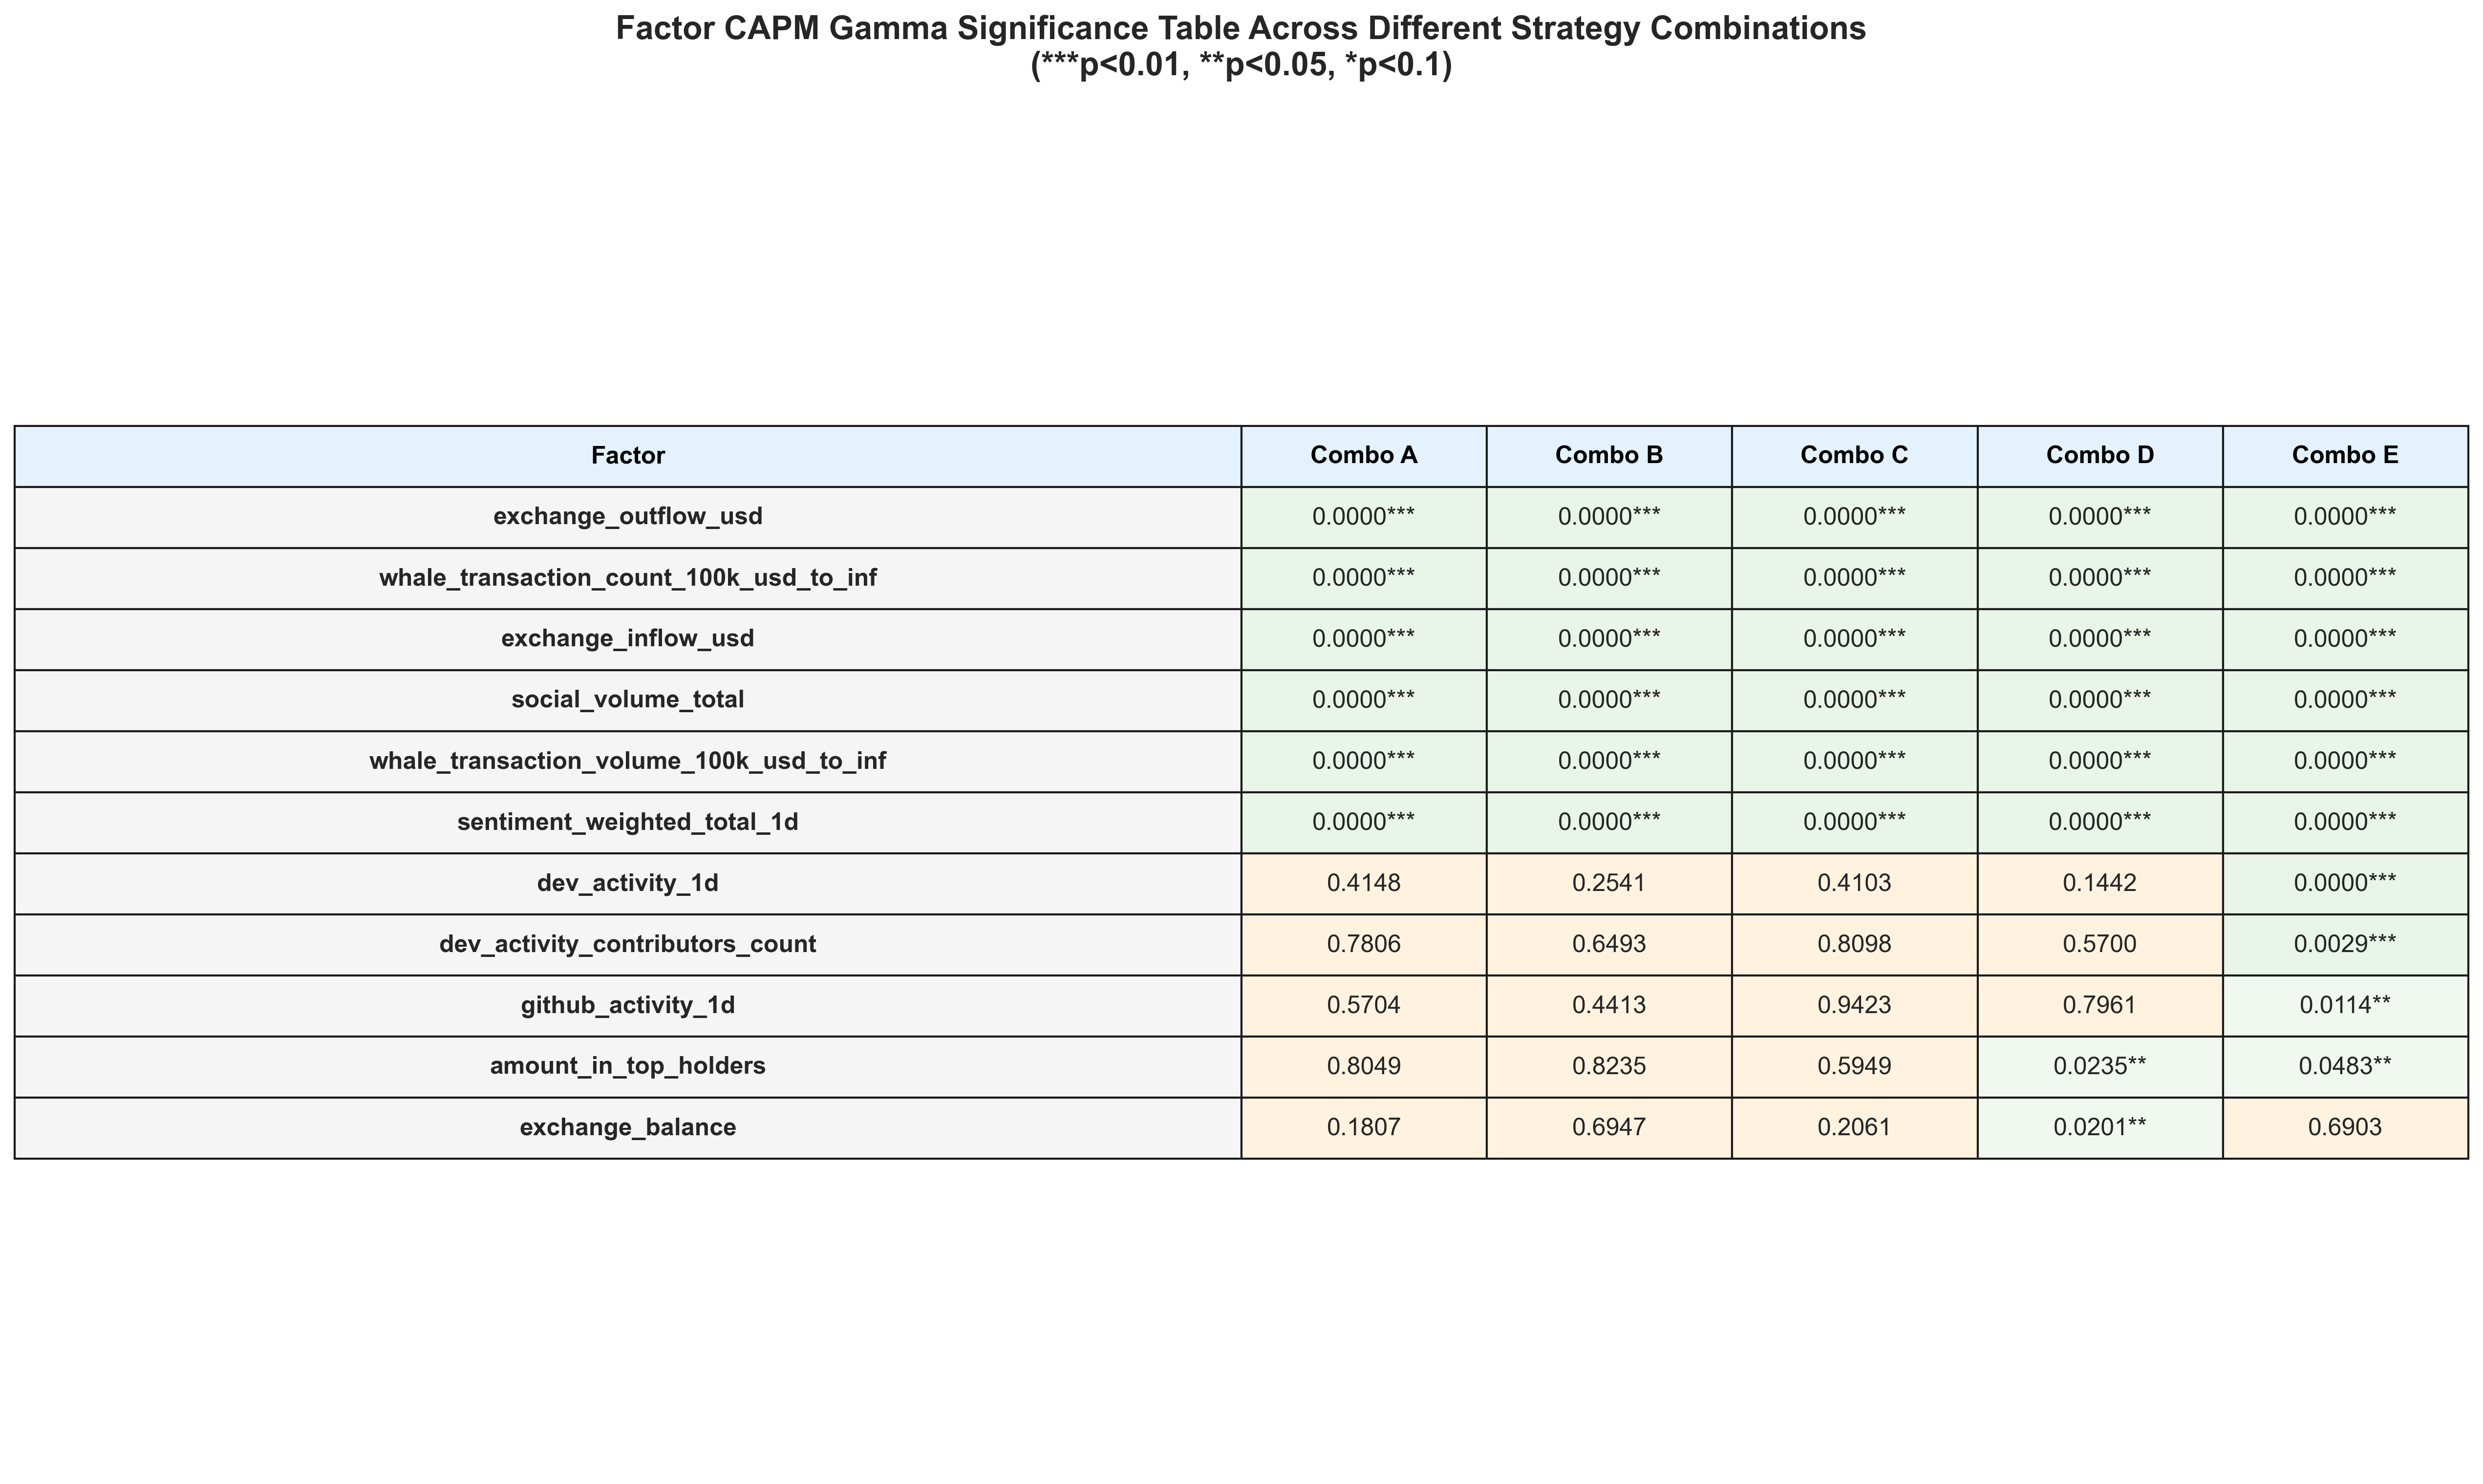 Factor CAPM Gamma Significance Table Across Different Strategy Combinations
(***p<0.01, **p<0.05, *p<0.1)
Factor Combo A Combo B Combo C Combo D Combo E
exchange_outflow_usd 0.0000*** 0.0000*** 0.0000*** 0.0000*** 0.0000***
whale_transaction_count_100k_usd_to_inf 0.0000*** 0.0000*** 0.0000*** 0.0000*** 0.0000***
exchange_inflow_usd 0.0000*** 0.0000*** 0.0000*** 0.0000*** 0.0000***
social_volume_total 0.0000*** 0.0000*** 0.0000*** 0.0000*** 0.0000***
whale_transaction_volume_100k_usd_to_inf 0.0000*** 0.0000*** 0.0000*** 0.0000*** 0.0000***
sentiment_weighted_total_1d 0.0000*** 0.0000*** 0.0000*** 0.0000*** 0.0000***
dev_activity_1d 0.4148 0.2541 0.4103 0.1442 0.0000***
dev_activity_contributors_count 0.7806 0.6493 0.8098 0.5700 0.0029***
github_activity_1d 0.5704 0.4413 0.9423 0.7961 0.0114**
amount_in_top_holders 0.8049 0.8235 0.5949 0.0235** 0.0483**
exchange_balance 0.1807 0.6947 0.2061 0.0201** 0.6903